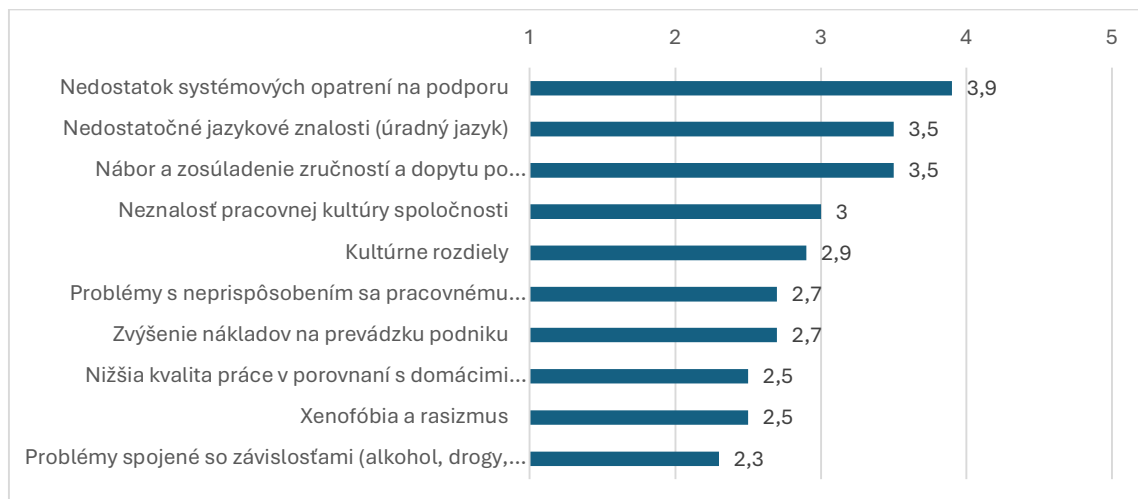 1 2 3 4 5
Nedostatok systémových opatrení na podporu 3,9
Nedostatočné jazykové znalosti (úradný jazyk) 3,5
Nábor a zosúladenie zručností a dopytu po... 3,5
Neznalosť pracovnej kultúry spoločnosti 3
Kultúrne rozdiely 2,9
Problémy s neprispôsobením sa pracovnému... 2,7
Zvýšenie nákladov na prevádzku podniku 2,7
Nižšia kvalita práce v porovnaní s domácimi... 2,5
Xenofóbia a rasizmus 2,5
Problémy spojené so závislosťami (alkohol, drogy,... 2,3